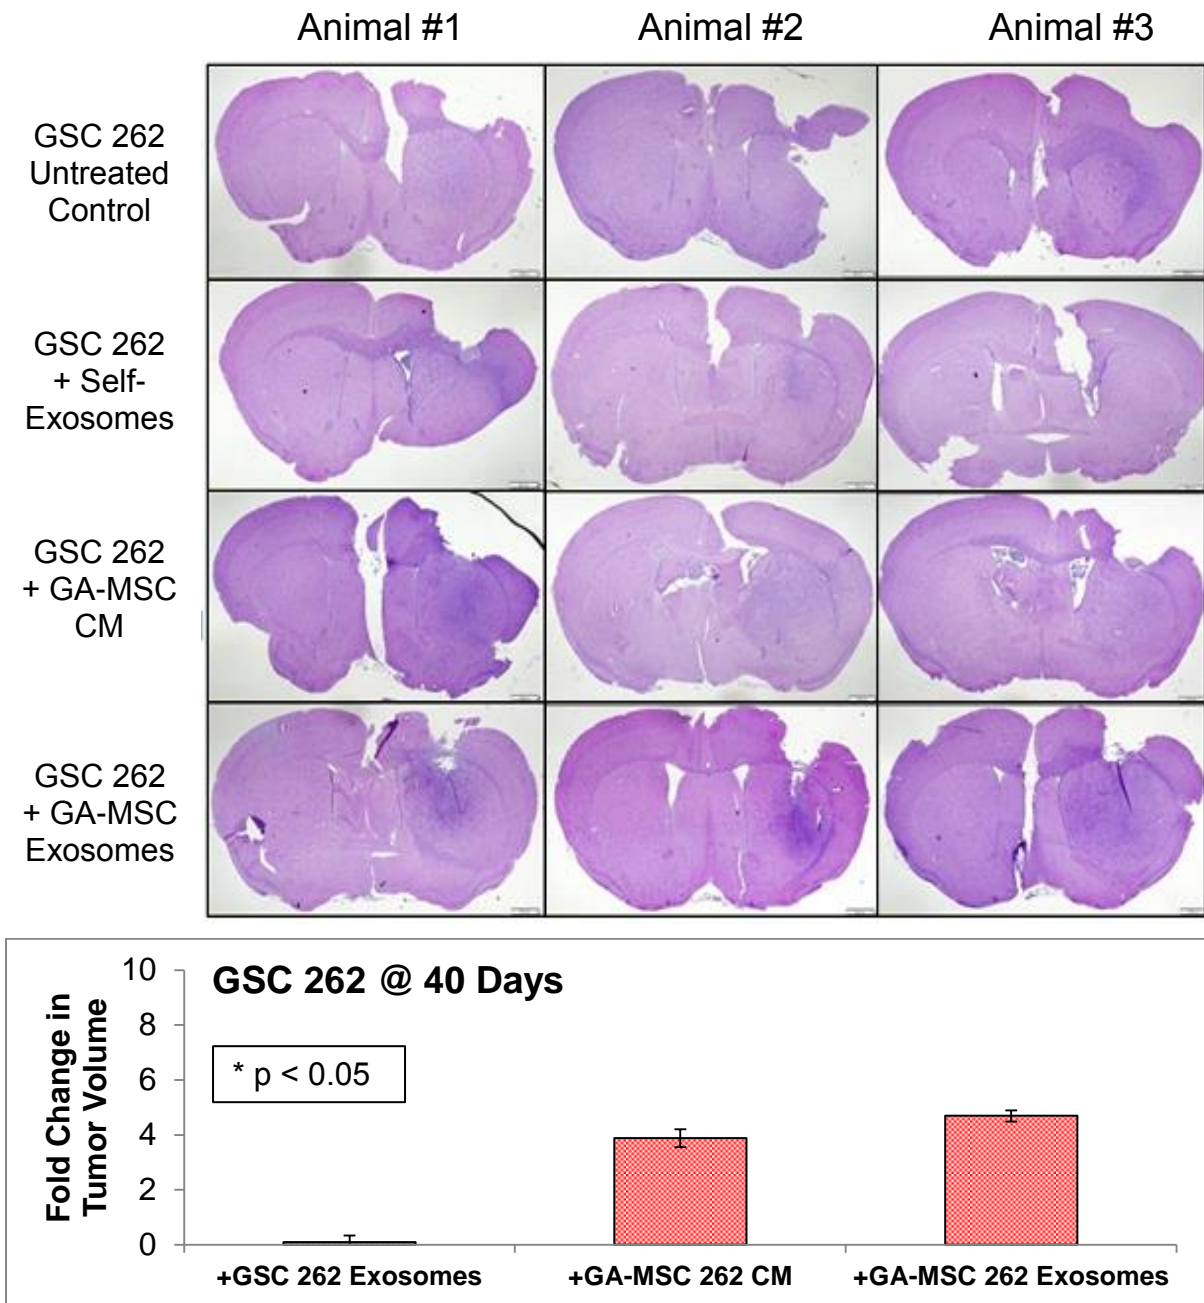 Animal #1
Animal #2
Animal #3
GSC 262
Untreated
Control
GSC 262
+ Self-
Exosomes
GSC 262
+ GA-MSC
CM
GSC 262
+ GA-MSC
Exosomes
GSC 262 @ 40 Days
* p < 0.05
Fold Change in
Tumor Volume
10
8
6
4
2
0
+GSC 262 Exosomes
+GA-MSC 262 CM
+GA-MSC 262 Exosomes